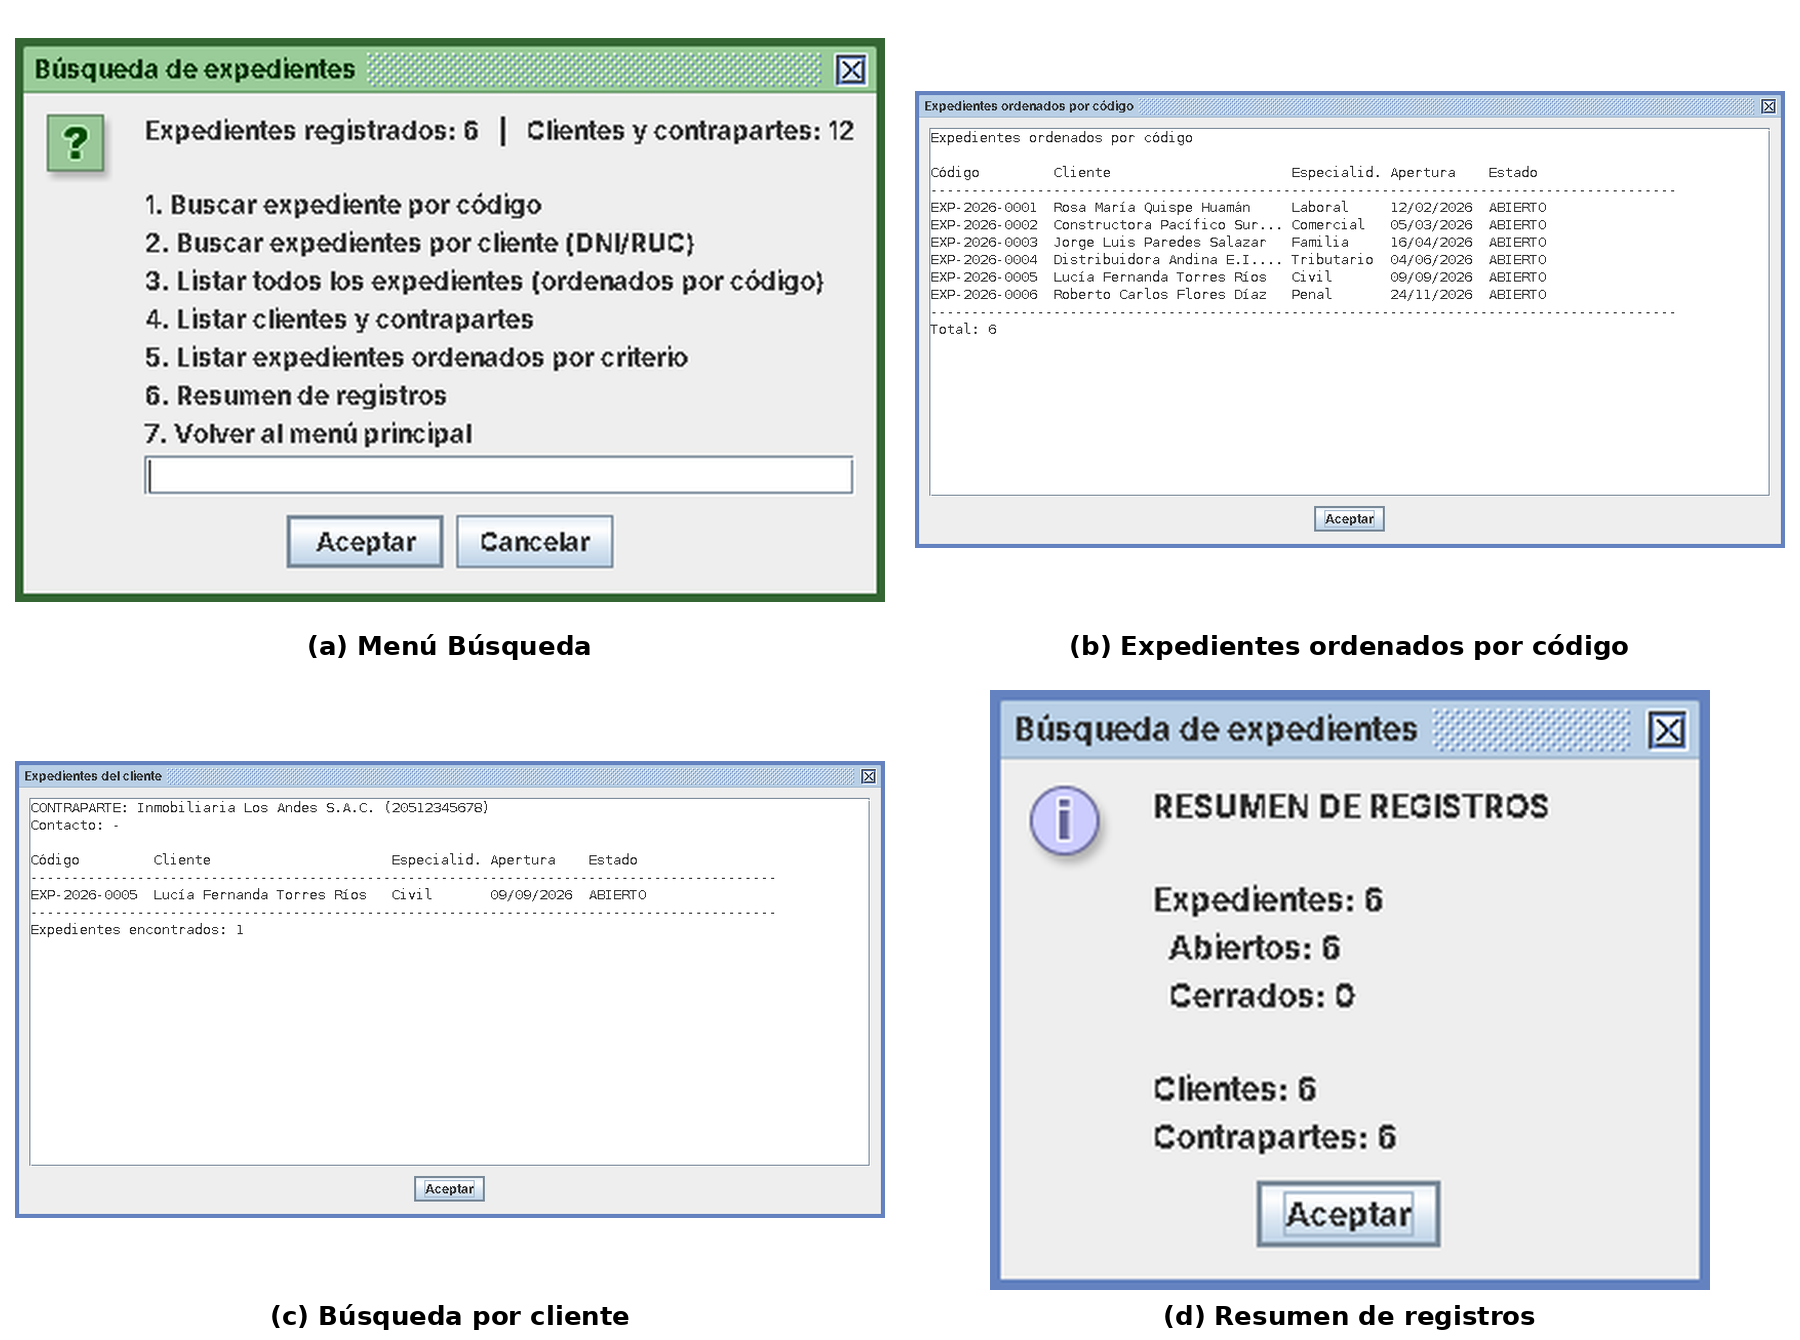 Búsqueda de expedientes
Expedientes registrados: 6 | Clientes y contrapartes: 12
1. Buscar expediente por código
2. Buscar expedientes por cliente (DNI/RUC)
3. Listar todos los expedientes (ordenados por código)
4. Listar clientes y contrapartes
5. Listar expedientes ordenados por criterio
6. Resumen de registros
7. Volver al menú principal
Aceptar Cancelar
(a) Menú Búsqueda
Expedientes ordenados por código
Expedientes ordenados por código
Código Cliente Especialid. Apertura Estado
-------------------------------------------------------------------------------------------
EXP-2026-0001 Rosa María Quispe Huamán Laboral 12/02/2026 ABIERTO
EXP-2026-0002 Constructora Pacífico Sur... Comercial 05/03/2026 ABIERTO
EXP-2026-0003 Jorge Luis Paredes Salazar Familia 16/04/2026 ABIERTO
EXP-2026-0004 Distribuidora Andina E.I.... Tributario 04/06/2026 ABIERTO
EXP-2026-0005 Lucía Fernanda Torres Ríos Civil 09/09/2026 ABIERTO
EXP-2026-0006 Roberto Carlos Flores Díaz Penal 24/11/2026 ABIERTO
-------------------------------------------------------------------------------------------
Total: 6
Aceptar
(b) Expedientes ordenados por código
Expedientes del cliente
CONTRAPARTE: Inmobiliaria Los Andes S.A.C. (20512345678)
Contacto: -
Código Cliente Especialid. Apertura Estado
-------------------------------------------------------------------------------------------
EXP-2026-0005 Lucía Fernanda Torres Ríos Civil 09/09/2026 ABIERTO
-------------------------------------------------------------------------------------------
Expedientes encontrados: 1
Aceptar
(c) Búsqueda por cliente
Búsqueda de expedientes
RESUMEN DE REGISTROS
Expedientes: 6
Abiertos: 6
Cerrados: 0
Clientes: 6
Contrapartes: 6
Aceptar
(d) Resumen de registros